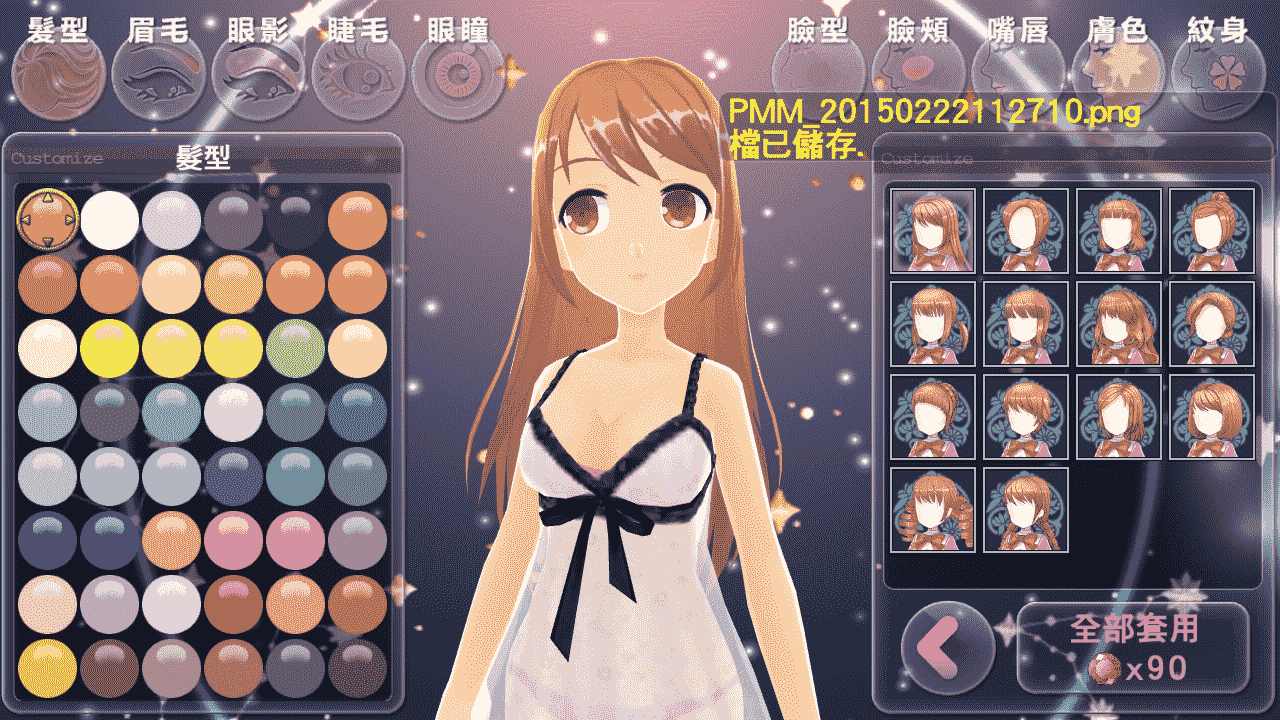 髮型 眉毛 眼影 睫毛 眼瞳 臉型 臉頰 嘴唇 膚色 紋身
PMM_20150222112710.png
檔已儲存.
Customize
髮型
Customize
全部套用
x90